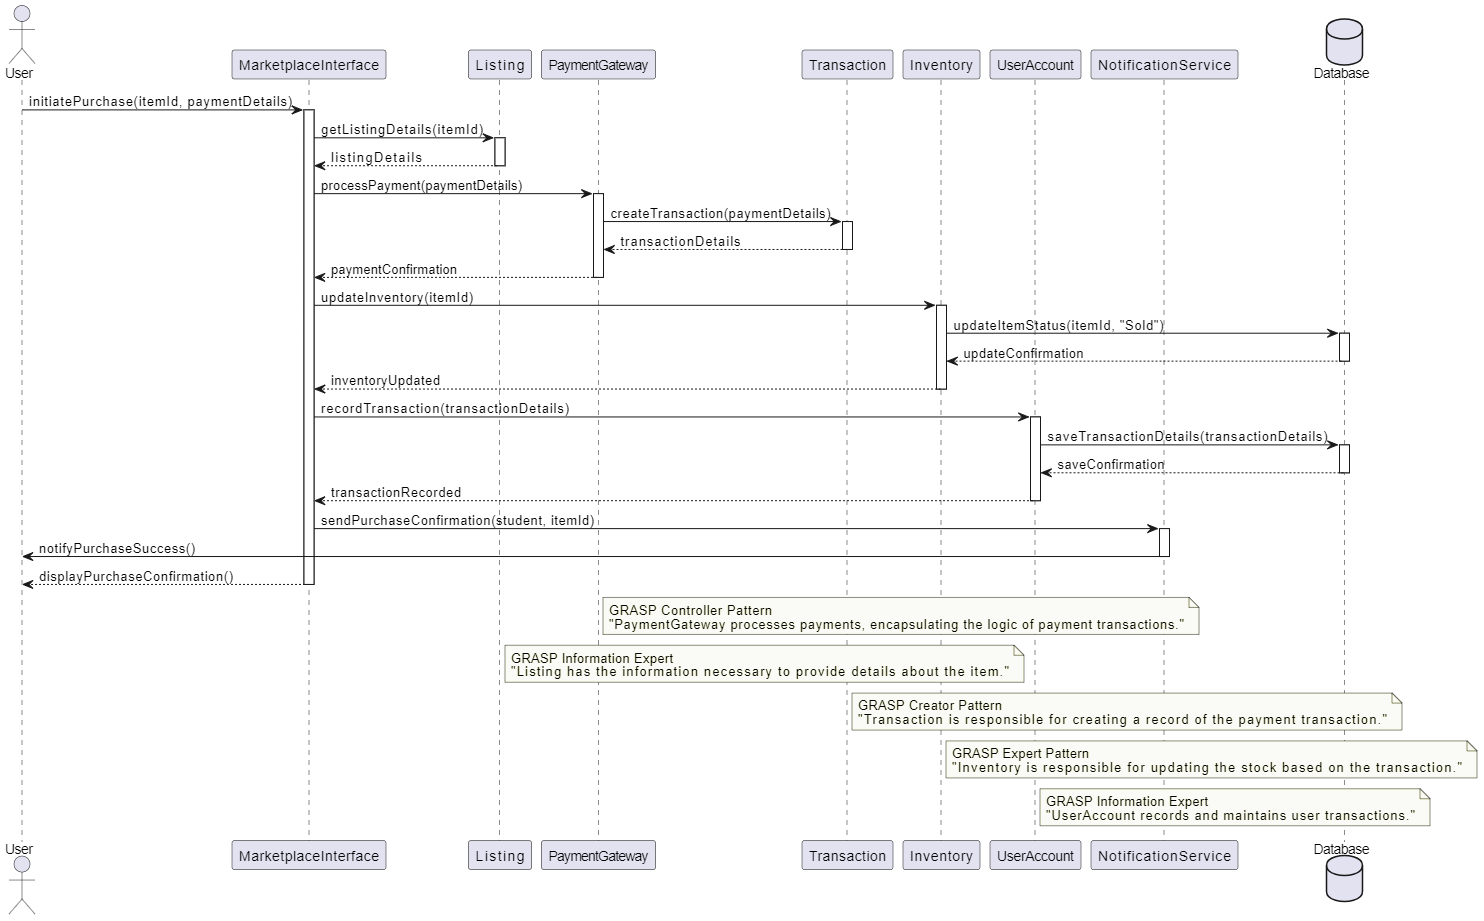 User
MarketplaceInterface
Listing
PaymentGateway
Transaction
Inventory
UserAccount
NotificationService
Database
initiatePurchase(itemId, paymentDetails)
getListingDetails(itemId)
listingDetails
processPayment(paymentDetails)
createTransaction(paymentDetails)
transactionDetails
paymentConfirmation
updateInventory(itemId)
updateItemStatus(itemId, "Sold")
updateConfirmation
inventoryUpdated
recordTransaction(transactionDetails)
saveTransactionDetails(transactionDetails)
saveConfirmation
transactionRecorded
sendPurchaseConfirmation(student, itemId)
notifyPurchaseSuccess()
displayPurchaseConfirmation()
GRASP Controller Pattern
"PaymentGateway processes payments, encapsulating the logic of payment transactions."
GRASP Information Expert
"Listing has the information necessary to provide details about the item."
GRASP Creator Pattern
"Transaction is responsible for creating a record of the payment transaction."
GRASP Expert Pattern
"Inventory is responsible for updating the stock based on the transaction."
GRASP Information Expert
"UserAccount records and maintains user transactions."
User
MarketplaceInterface
Listing
PaymentGateway
Transaction
Inventory
UserAccount
NotificationService
Database